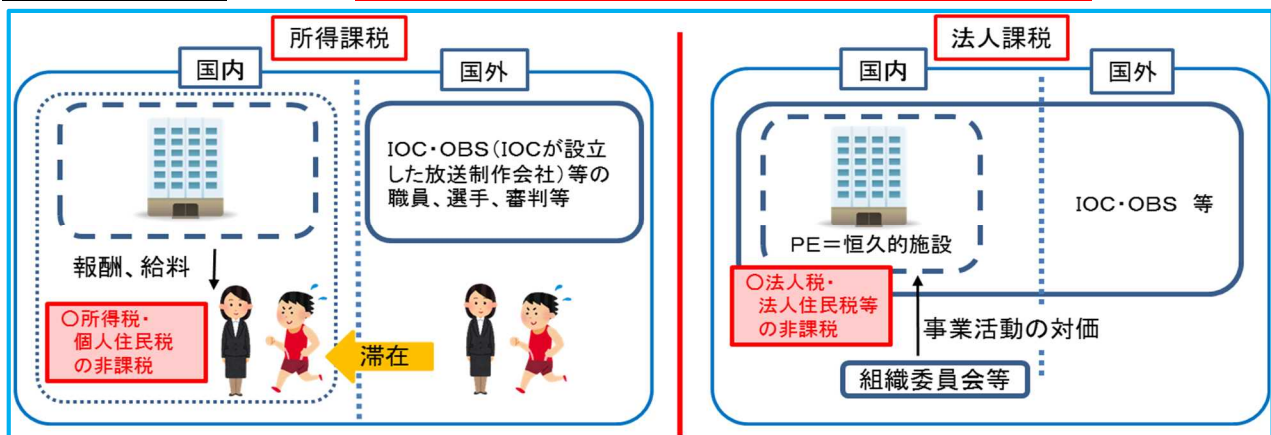 所得課税
国内
国外
IOC・OBS(IOCが設立
した放送制作会社)等の
職員、選手、審判等
報酬、給料
〇所得税・
個人住民税
の非課税
滞在
法人課税
国内
国外
PE＝恒久的施設
IOC・OBS 等
〇法人税・
法人住民税等
の非課税
事業活動の対価
組織委員会等